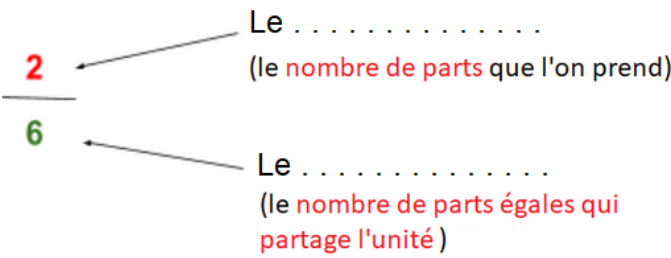 Le . . . . . . . . . . . . . .
2
(le nombre de parts que l'on prend)
6
Le . . . . . . . . . . . . . .
(le nombre de parts égales qui
partage l'unité )